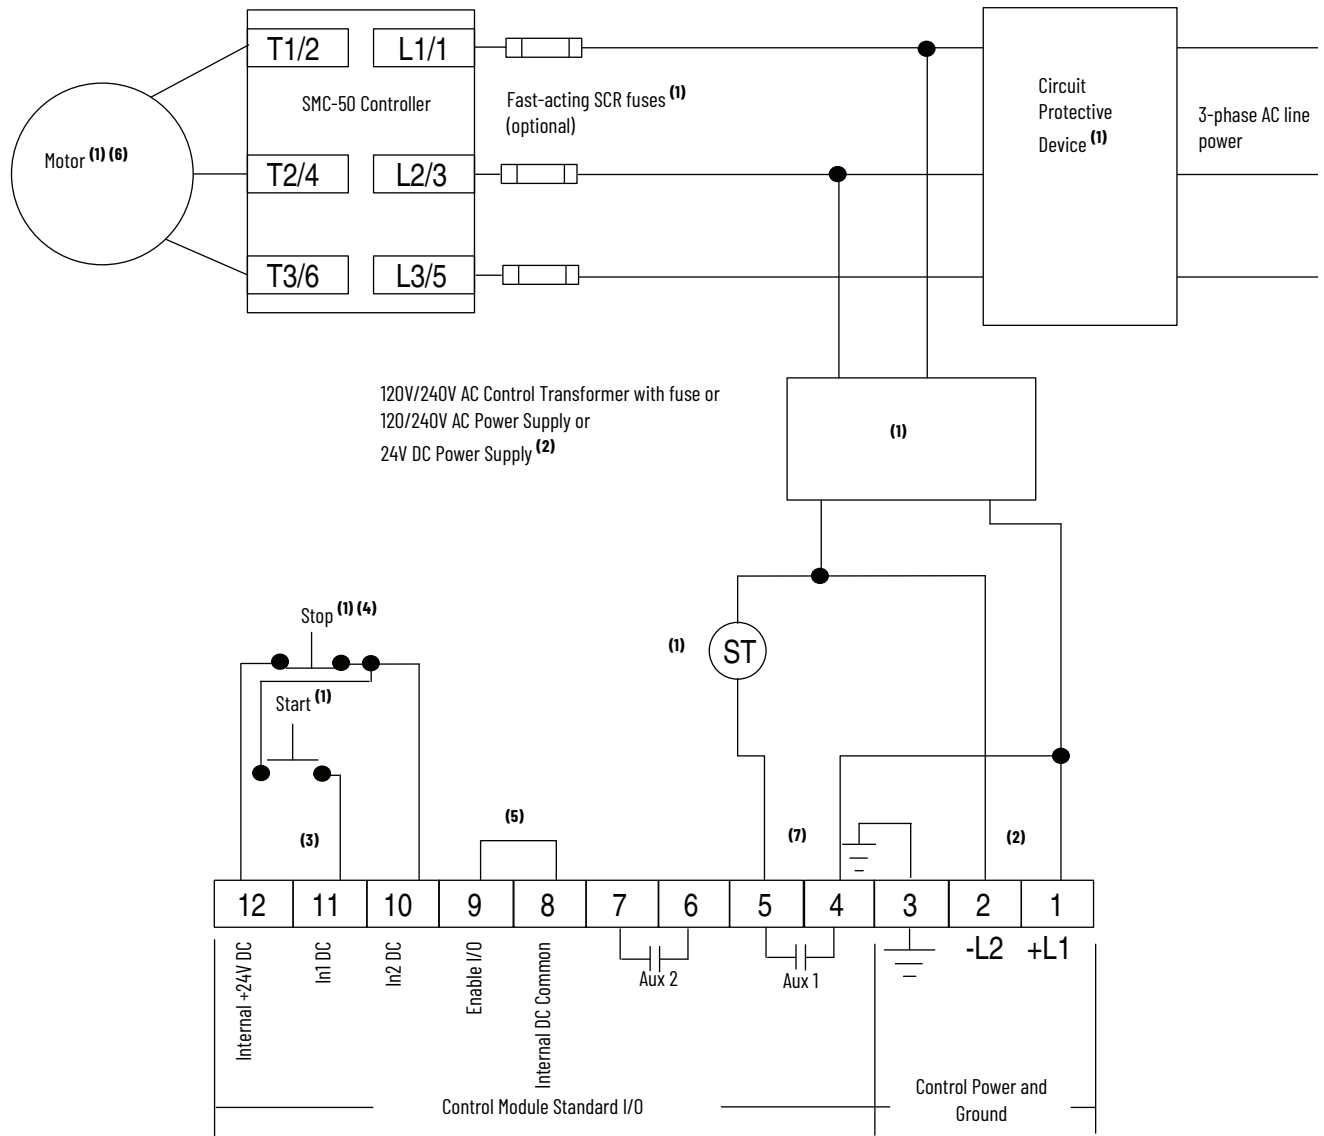 T1/2
L1/1
SMC-50 Controller
Fast-acting SCR fuses (1)
(optional)
Circuit
Protective
Device (1)
3-phase AC line
power
Motor (1) (6)
T2/4
L2/3
T3/6
L3/5
120V/240V AC Control Transformer with fuse or
120/240V AC Power Supply or
24V DC Power Supply (2)
(1)
Stop (1) (4)
(1)
ST
Start (1)
(3)
(5)
(7)
(2)
12
11
10
9
8
7
6
5
4
3
2
1
-L2
+L1
Internal +24V DC
In1 DC
In2 DC
Enable I/O
Internal DC Common
Aux 2
Aux 1
Control Module Standard I/O
Control Power and
Ground